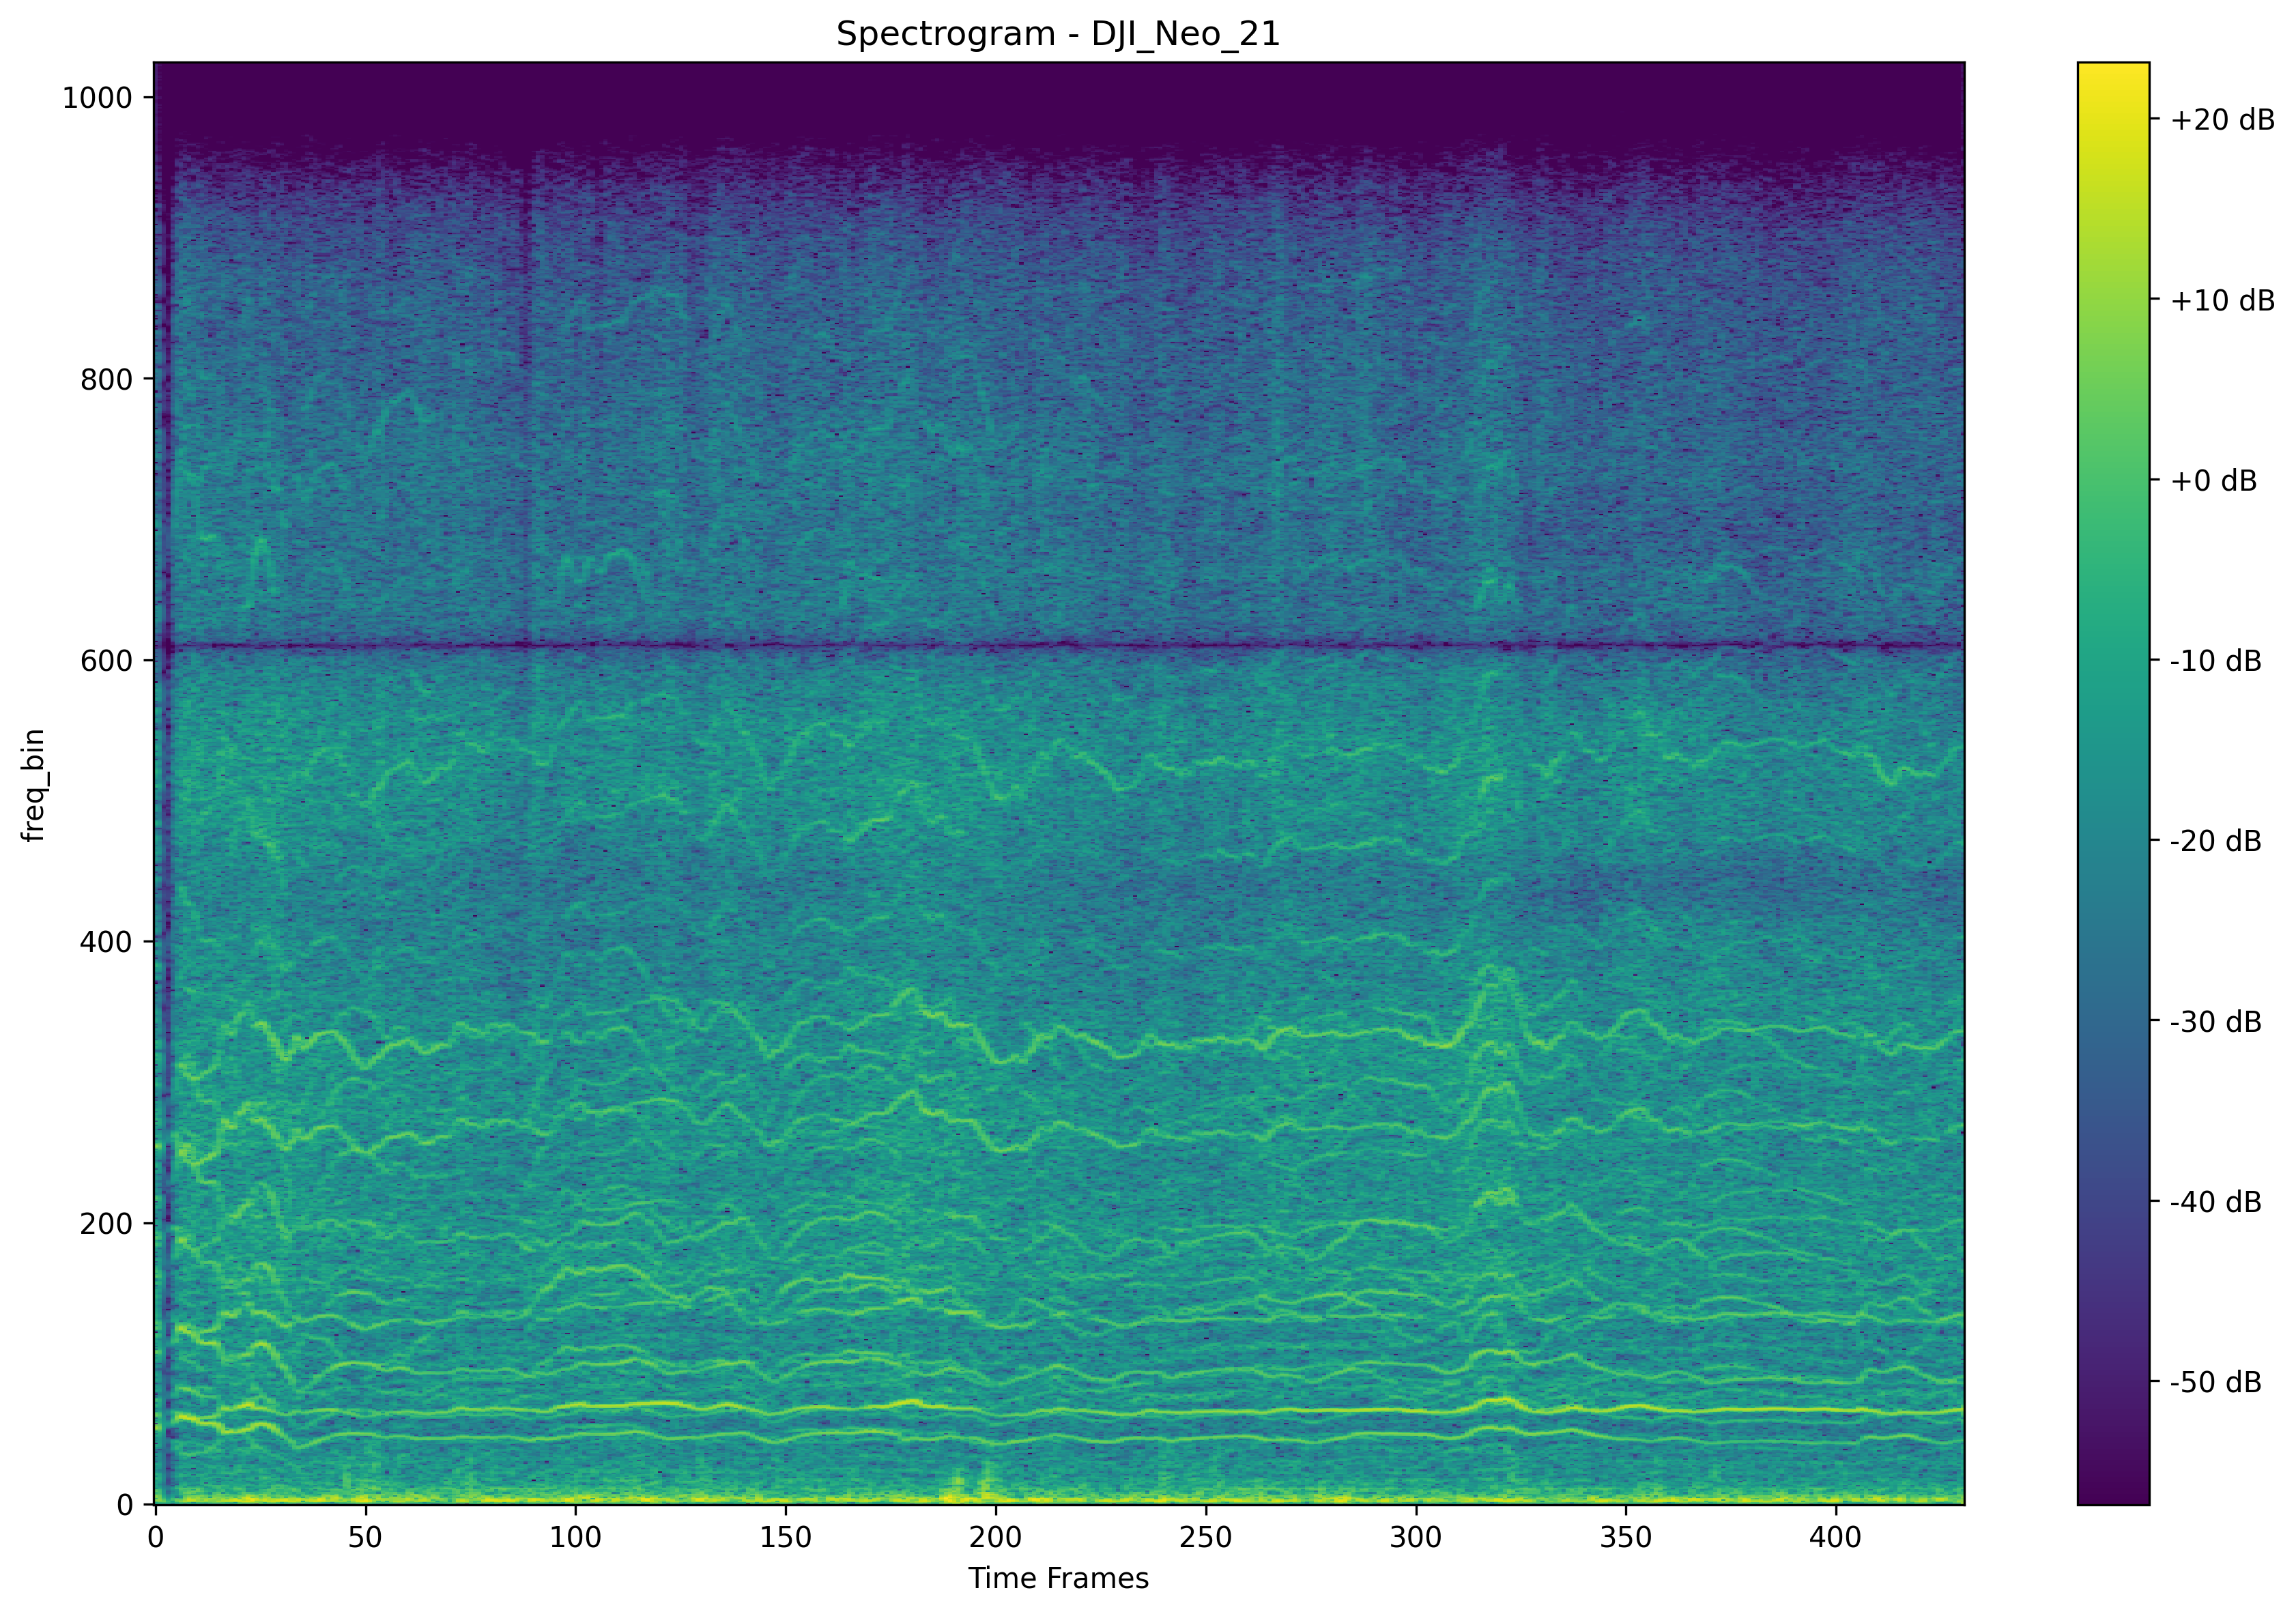 Spectrogram - DJI_Neo_21
1000
800
600
400
200
0
freq_bin
0 50 100 150 200 250 300 350 400
Time Frames
+20 dB
+10 dB
+0 dB
-10 dB
-20 dB
-30 dB
-40 dB
-50 dB